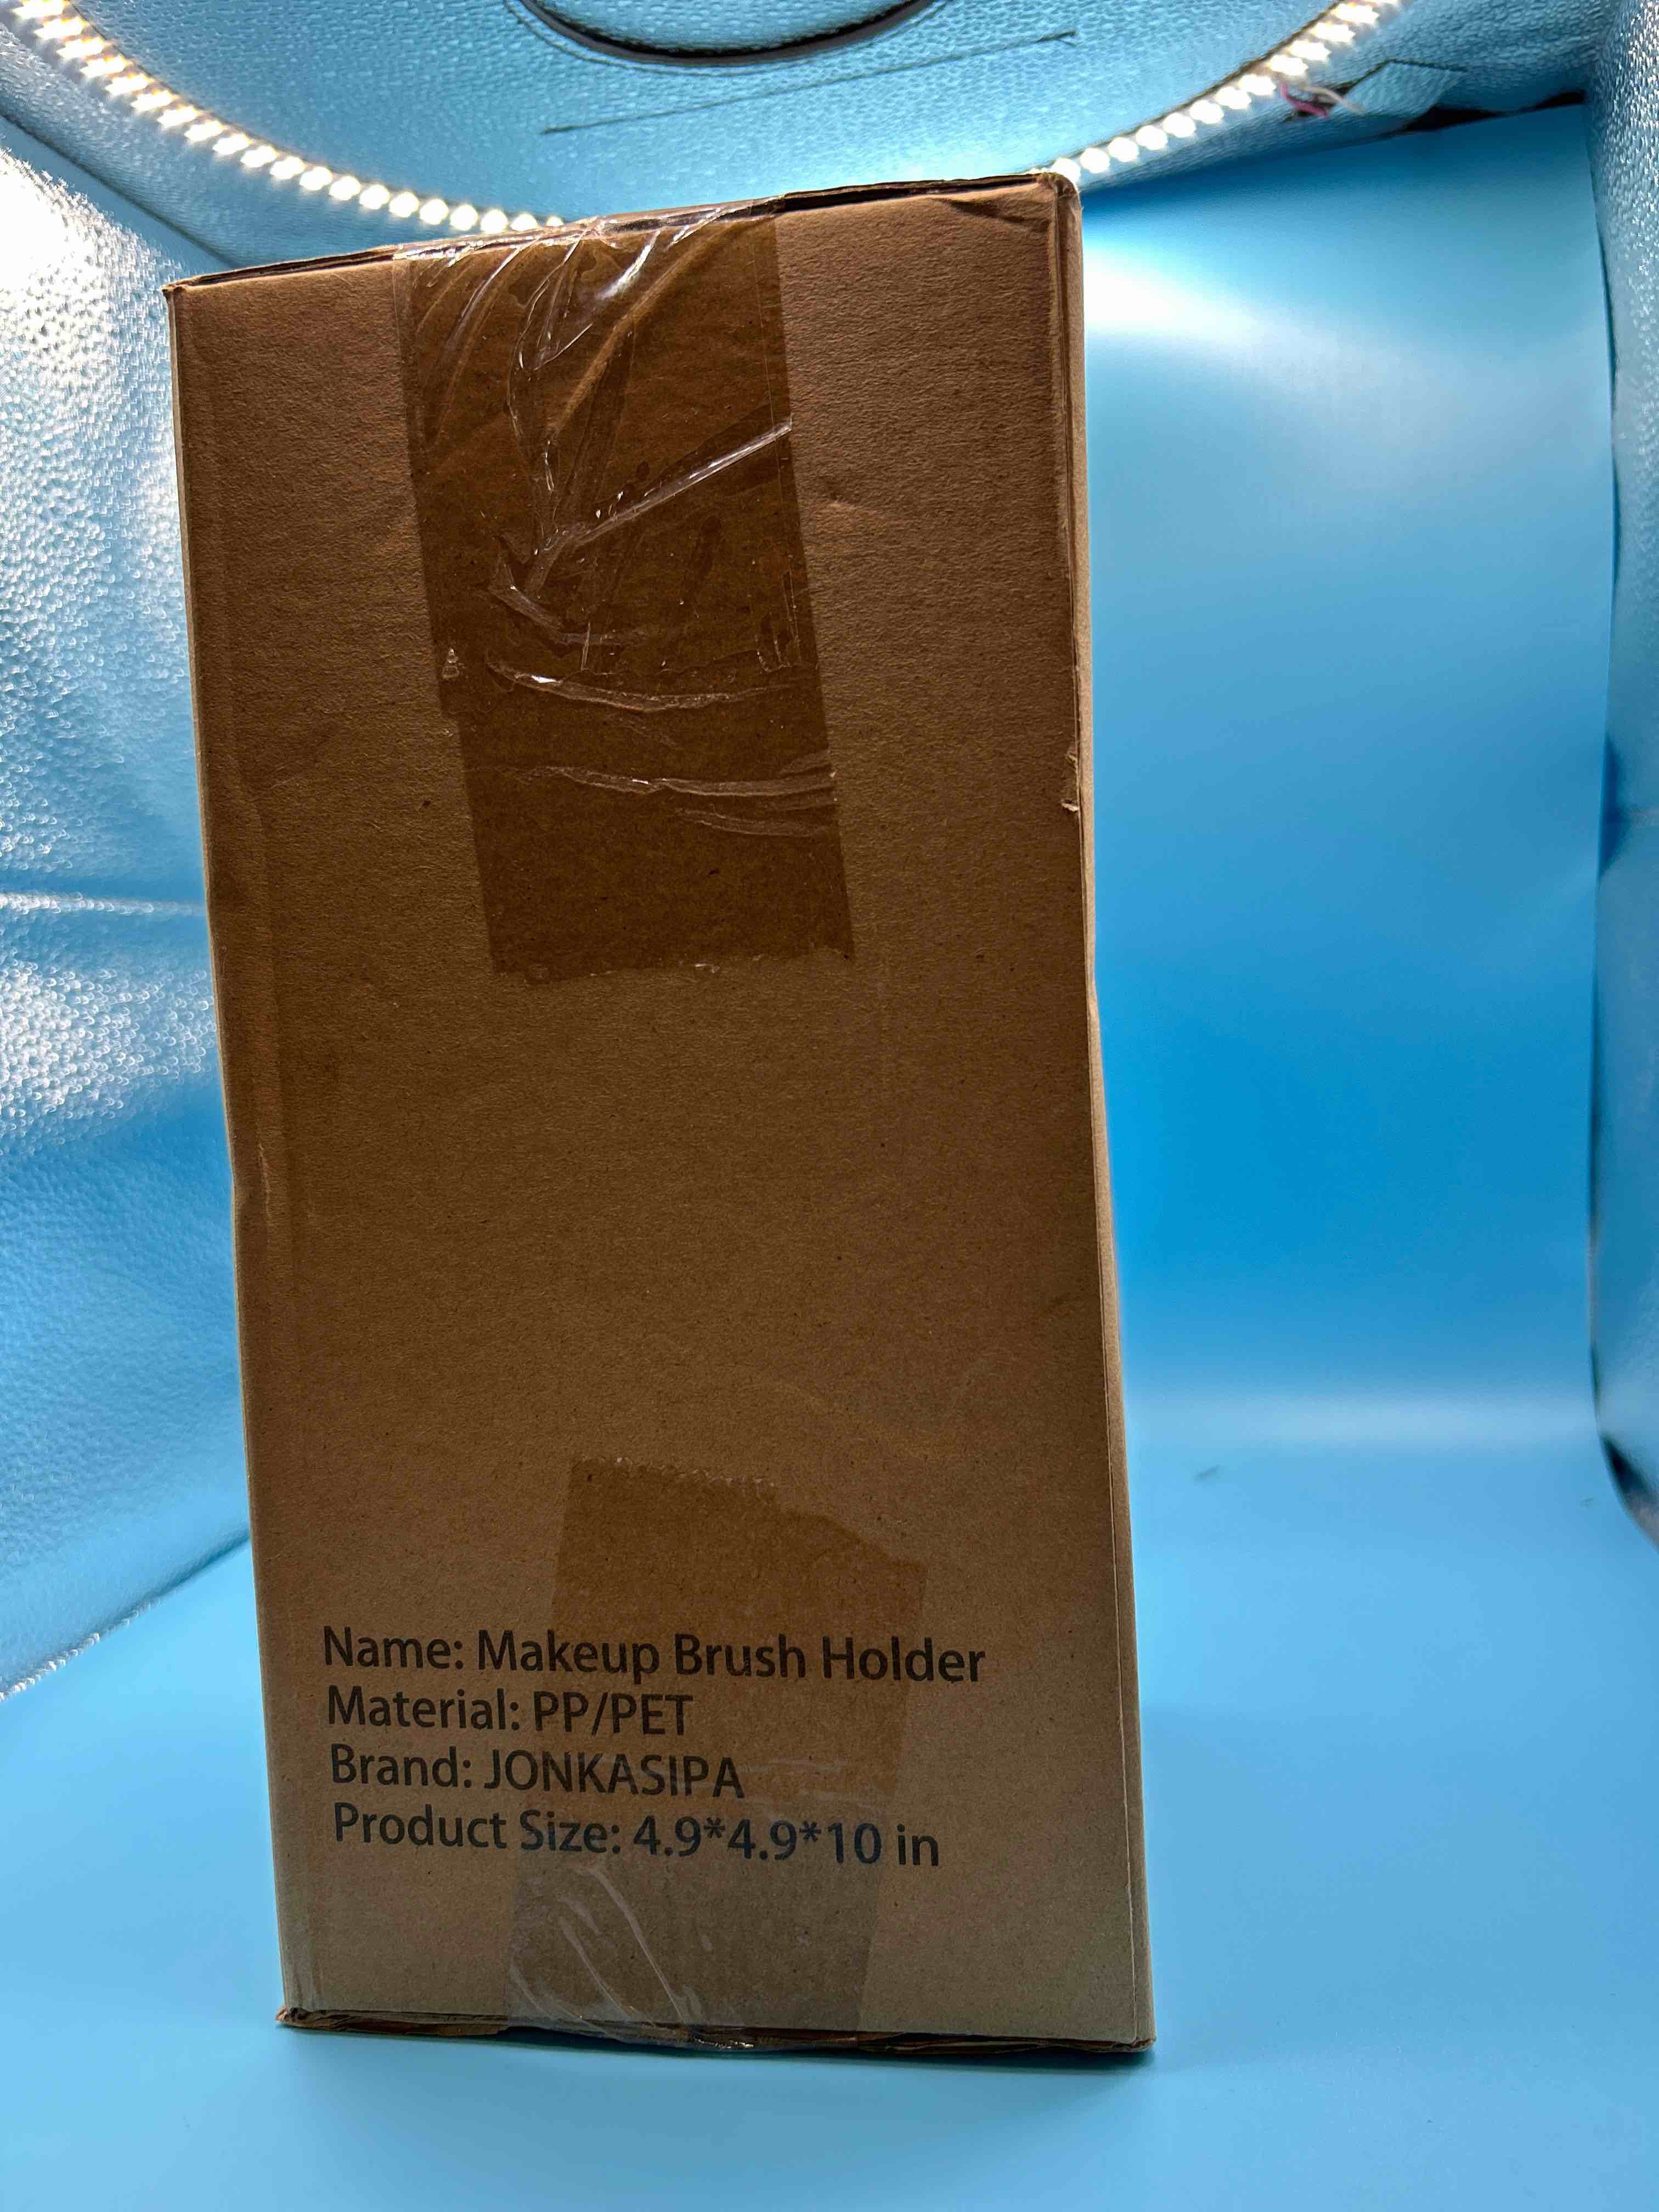 Name: Makeup Brush Holder
Material: PP/PET
Brand: JONKASIPA
Product Size: 4.9*4.9*10 in